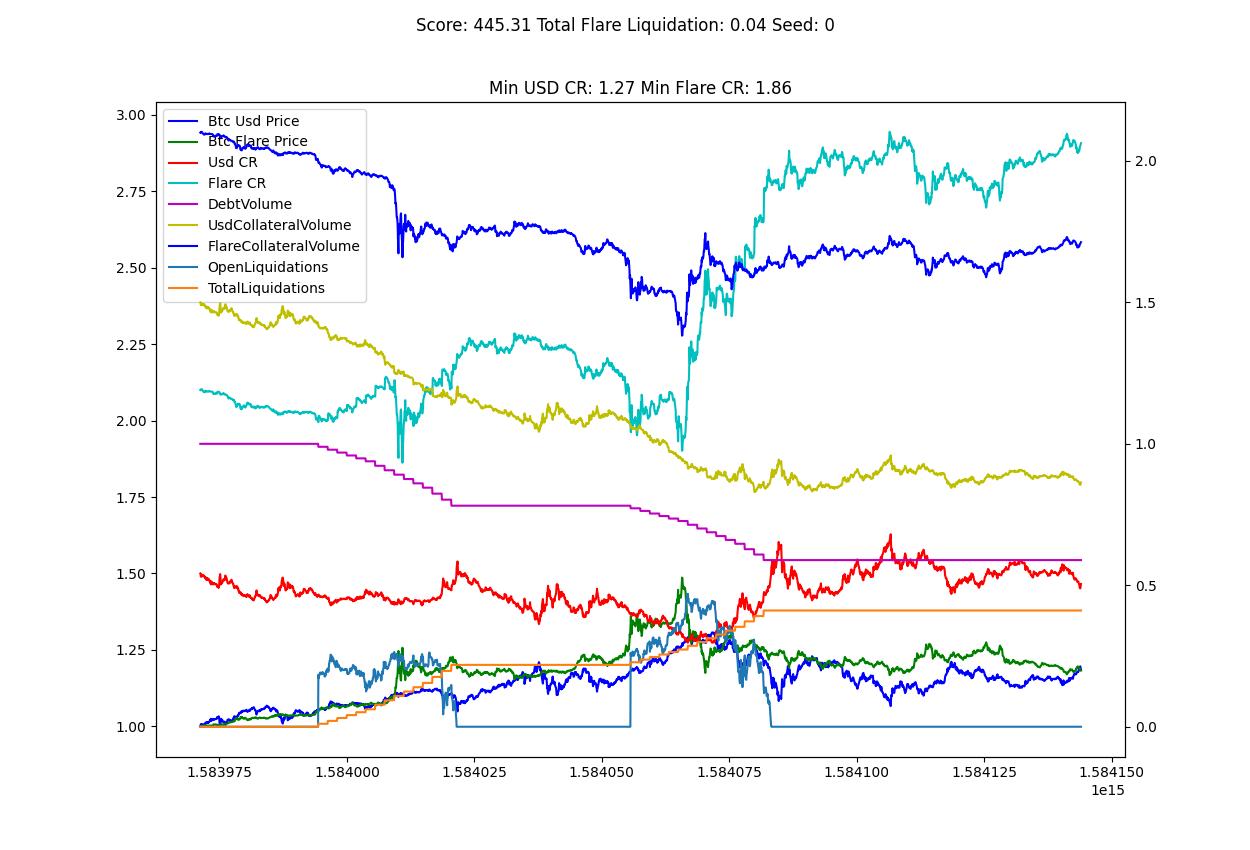 Score: 445.31 Total Flare Liquidation: 0.04 Seed: 0
Min USD CR: 1.27 Min Flare CR: 1.86
Btc Usd Price
Btc Flare Price
Usd CR
Flare CR
DebtVolume
UsdCollateralVolume
FlareCollateralVolume
OpenLiquidations
TotalLiquidations
3.00
2.75
2.50
2.25
2.00
1.75
1.50
1.25
1.00
2.0
1.5
1.0
0.5
0.0
1.583975 1.584000 1.584025 1.584050 1.584075 1.584100 1.584125 1.584150
1e15